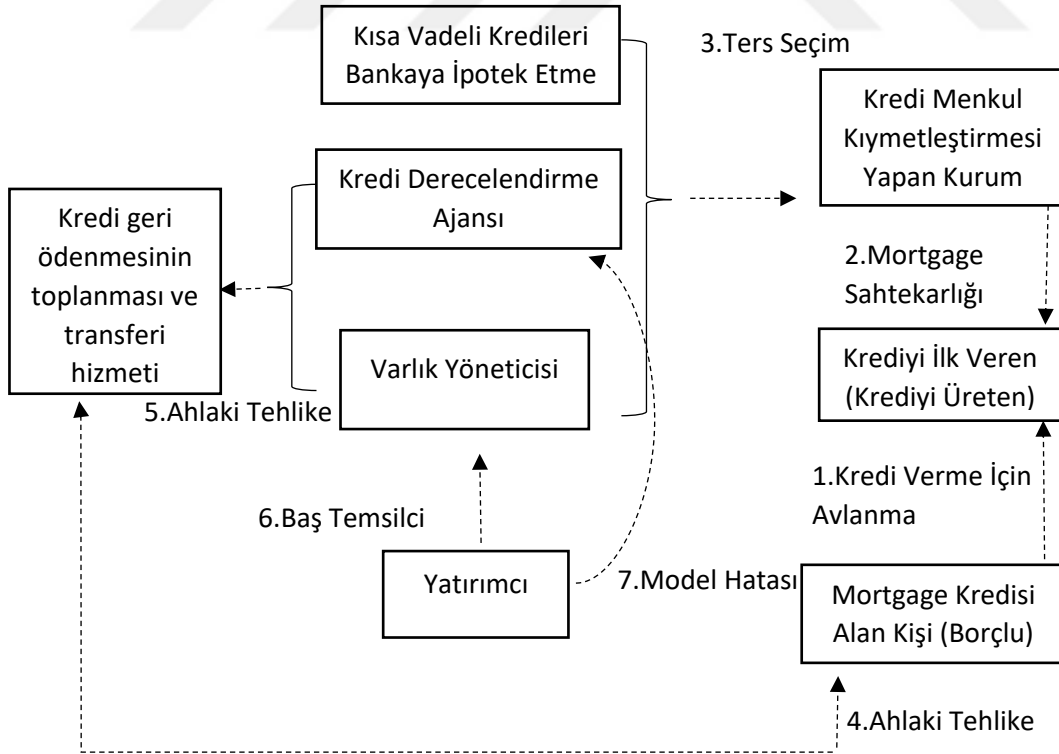 Kısa Vadeli Kredileri
Bankaya İpotek Etme
3.Ters Seçim
Kredi Menkul
Kıymetleştirmesi
Yapan Kurum
Kredi Derecelendirme
Ajansı
Kredi geri
ödenmesinin
toplanması ve
transferi
hizmeti
2.Mortgage
Sahtekarlığı
Varlık Yöneticisi
Krediyi İlk Veren
(Krediyi Üreten)
5.Ahlaki Tehlike
1.Kredi Verme İçin
Avlanma
6.Baş Temsilci
Yatırımcı
7.Model Hatası
Mortgage Kredisi
Alan Kişi (Borçlu)
4.Ahlaki Tehlike